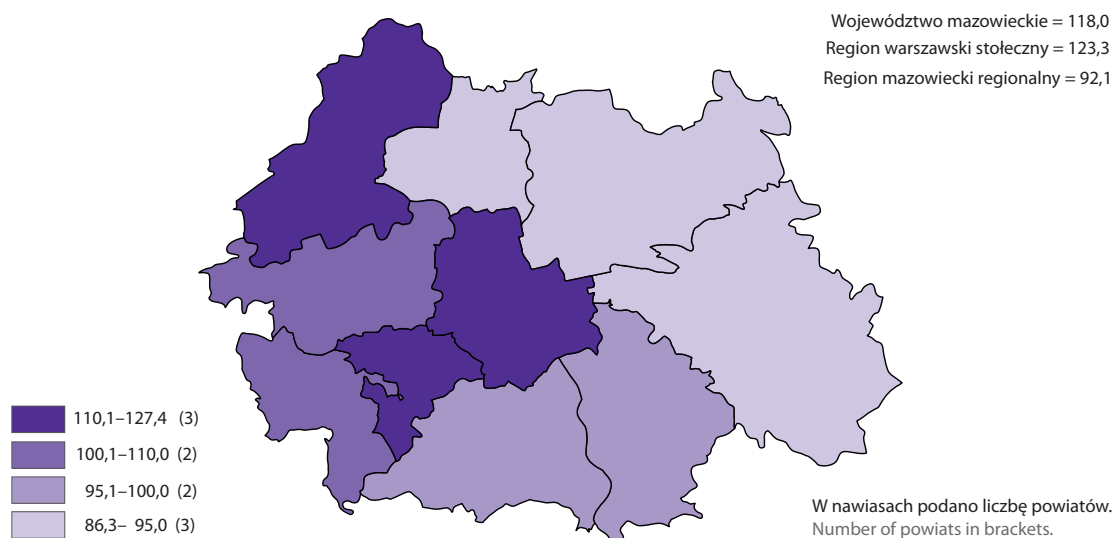 Województwo mazowieckie = 118,0
Region warszawski stołeczny = 123,3
Region mazowiecki regionalny = 92,1
110,1–127,4 (3)
100,1–110,0 (2)
95,1–100,0 (2)
86,3– 95,0 (3)
W nawiasach podano liczbę powiatów.
Number of powiats in brackets.